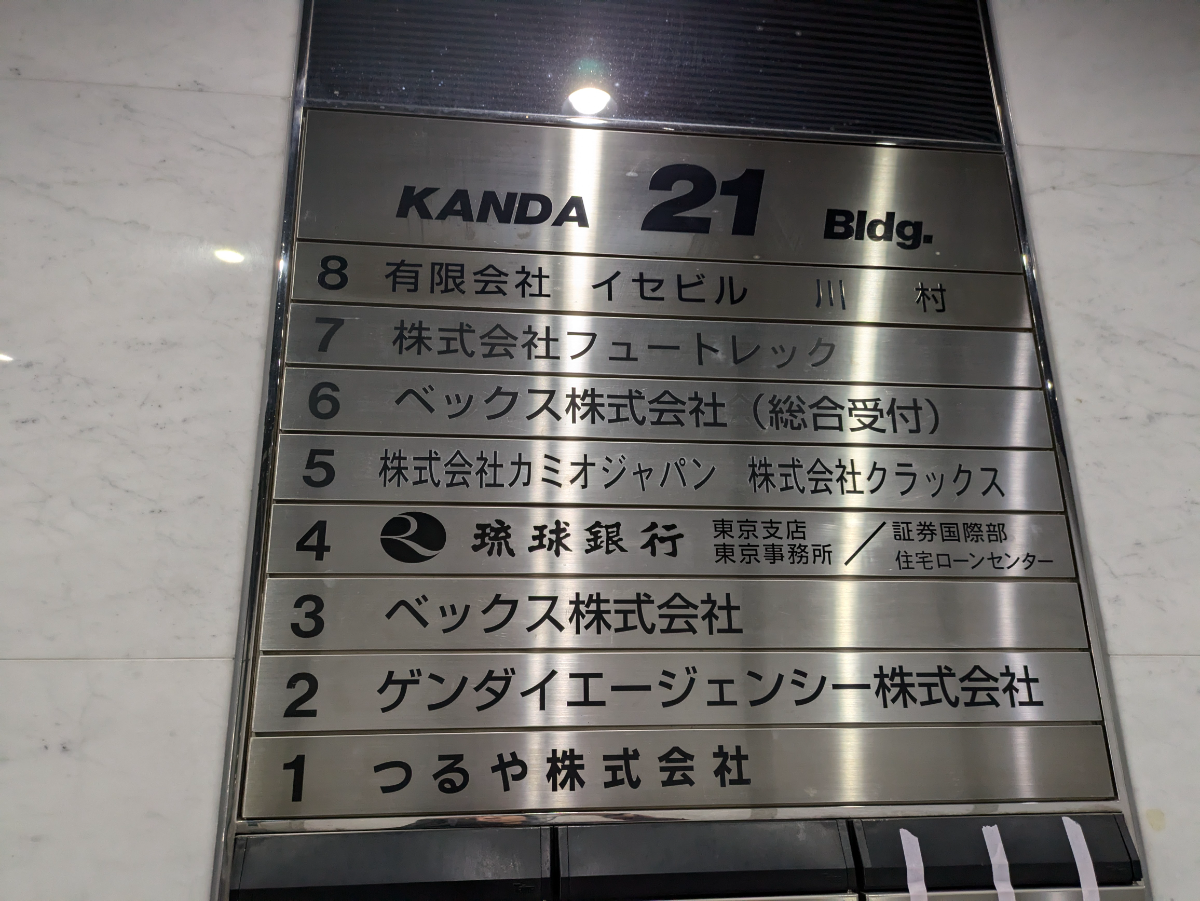 KANDA 21 Bldg.
8 有限会社 イセビル 川 村
7 株式会社フュートレック
6 ベックス株式会社(総合受付)
5 株式会社カミオジャパン 株式会社クラックス
4 琉球銀行 東京支店 東京事務所／証券国際部 住宅ローンセンター
3 ベックス株式会社
2 ゲンダイエージェンシー株式会社
1 つるや株式会社